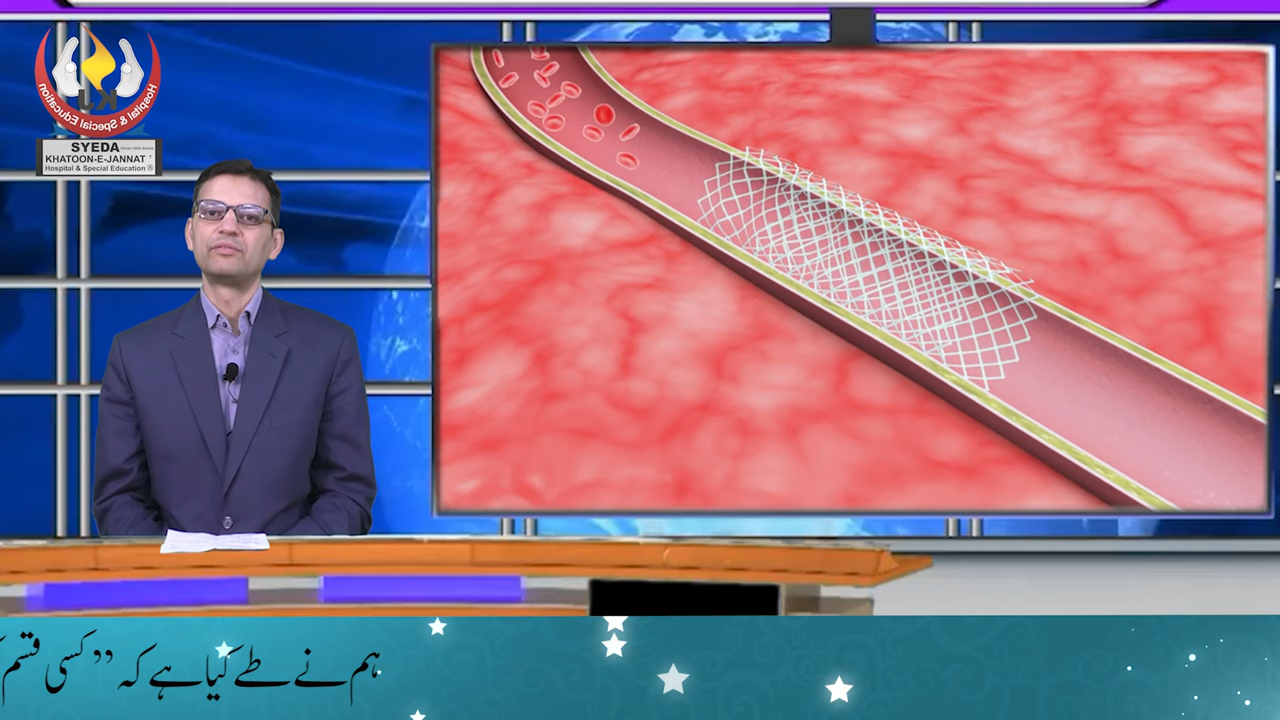 Hospital & Special Education
SYEDA
KHATOON-E-JANNAT
Hospital & Special Education ®
ہم نے طے کیا ہے کہ ”کسی قسم